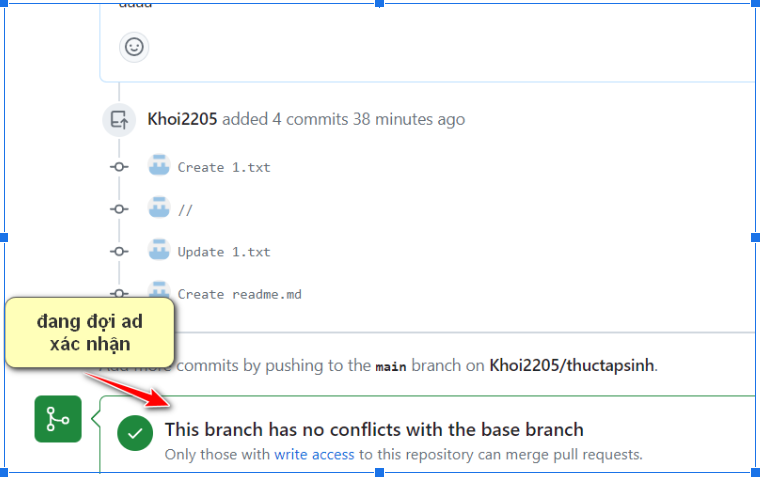 Khoi2205 added 4 commits 38 minutes ago
Create 1.txt
//
Update 1.txt
Create readme.md
đang đợi ad
xác nhận
more commits by pushing to the main branch on Khoi2205/thuctapsinh.
This branch has no conflicts with the base branch
Only those with write access to this repository can merge pull requests.